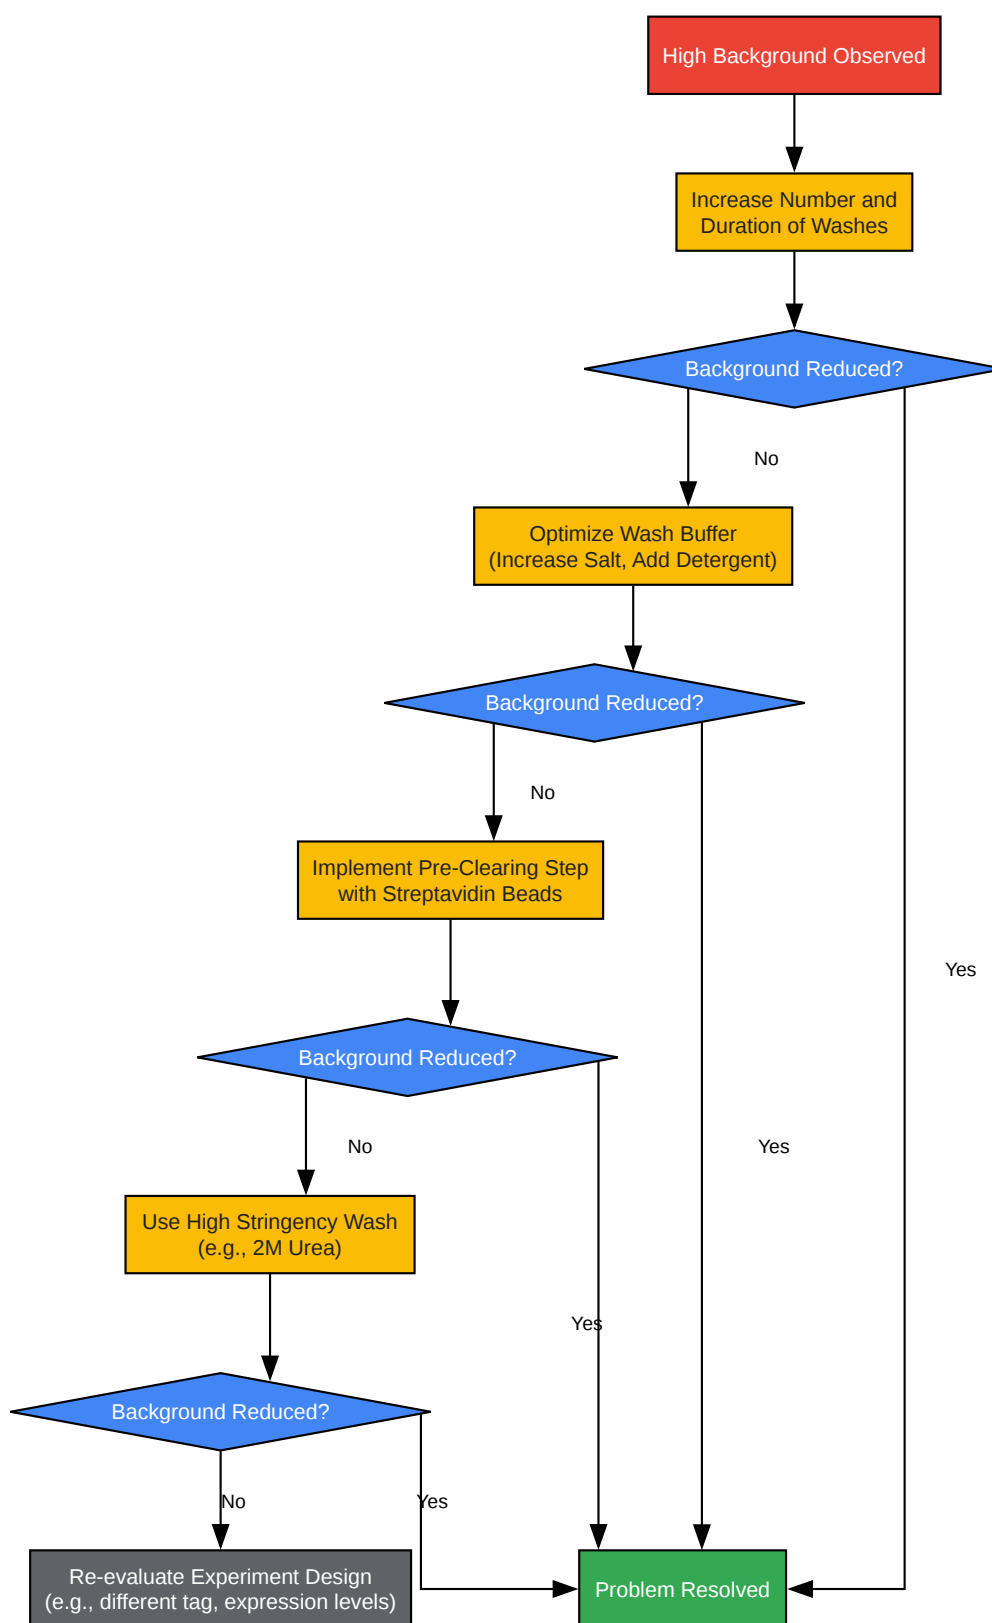 High Background Observed
Increase Number and
Duration of Washes
Background Reduced?
No
Optimize Wash Buffer
(Increase Salt, Add Detergent)
Background Reduced?
No
Implement Pre-Clearing Step
with Streptavidin Beads
Yes
Background Reduced?
No
Yes
Use High Stringency Wash
(e.g., 2M Urea)
Yes
Background Reduced?
No
Yes
Re-evaluate Experiment Design
(e.g., different tag, expression levels)
Problem Resolved